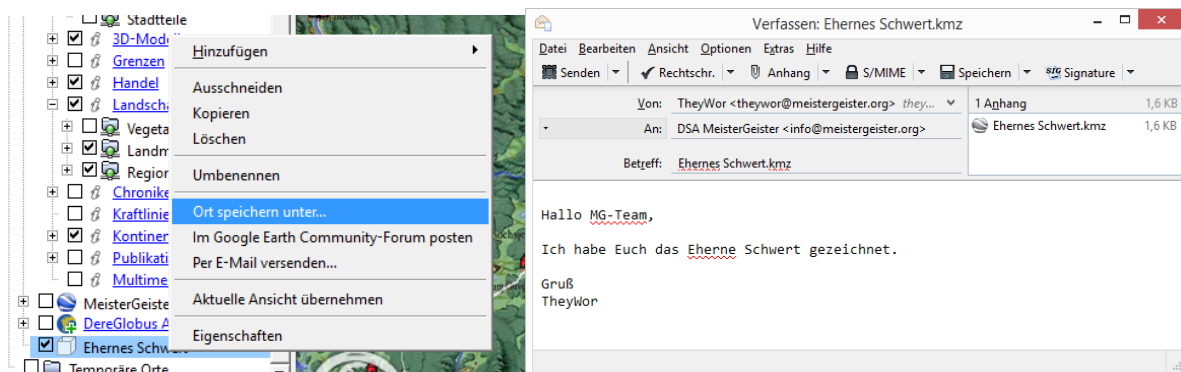 Stadtteile
3D-Mode
Grenzen
Handel
Landscha
Vegeta
Landm
Region
Chronike
Kraftlinie
Kontinen
Publikati
Multime
MeisterGeiste
DereGlobus A
Ehernes Schwert
Temporäre Orte
Hinzufügen
Ausschneiden
Kopieren
Löschen
Umbenennen
Ort speichern unter...
Im Google Earth Community-Forum posten
Per E-Mail versenden...
Aktuelle Ansicht übernehmen
Eigenschaften
Verfassen: Ehernes Schwert.kmz
Datei Bearbeiten Ansicht Optionen Extras Hilfe
Senden Rechtschr. Anhang S/MIME Speichern SIG Signature
Von: TheyWor <theywor@meistergeister.org> they...
1 Anhang 1,6 KB
An: DSA MeisterGeister <info@meistergeister.org>
Ehernes Schwert.kmz 1,6 KB
Betreff: Ehernes Schwert.kmz
Hallo MG-Team,
Ich habe Euch das Eherne Schwert gezeichnet.
Gruß
TheyWor